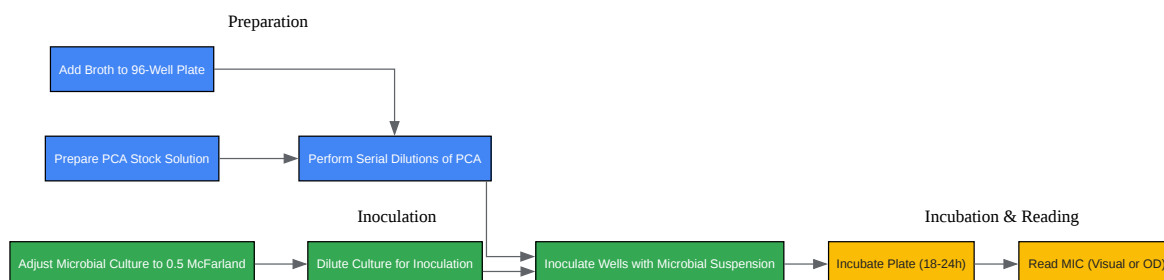 Preparation
Add Broth to 96-Well Plate
Prepare PCA Stock Solution
Perform Serial Dilutions of PCA
Inoculation
Incubation & Reading
Adjust Microbial Culture to 0.5 McFarland
Dilute Culture for Inoculation
Inoculate Wells with Microbial Suspension
Incubate Plate (18-24h)
Read MIC (Visual or OD)